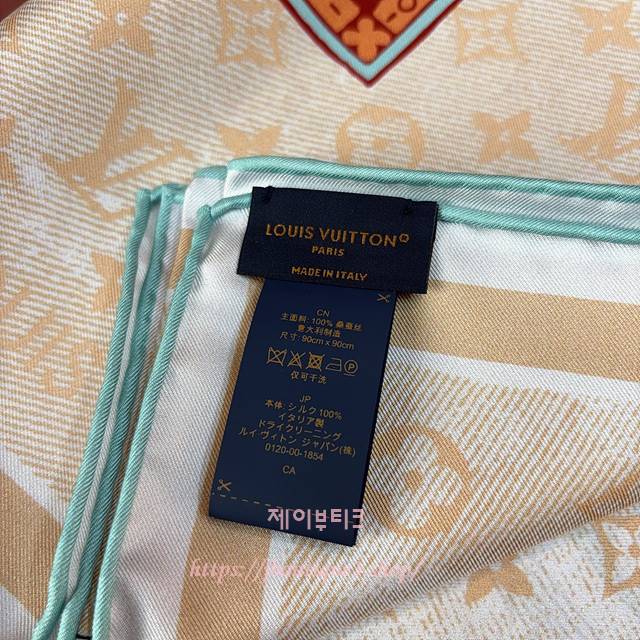 LOUIS VUITTON®
PARIS
MADE IN ITALY
CN
主面料: 100% 桑蚕丝
意大利制造
尺寸: 90cm x 90cm
仅可干洗
JP
本体: シルク100%
イタリア製
ドライクリーニング
ルイ ヴィトン ジャパン(株)
0120-00-1854
CA
제이부티크